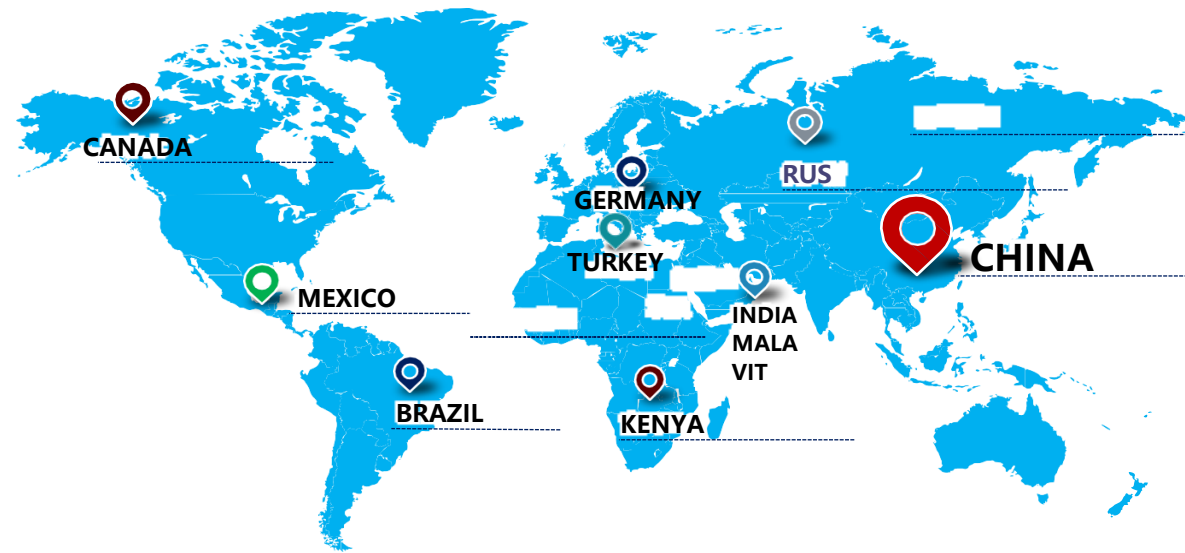 CANADA
RUS
GERMANY
CHINA
TURKEY
MEXICO
INDIA
MALA
VIT
BRAZIL
KENYA